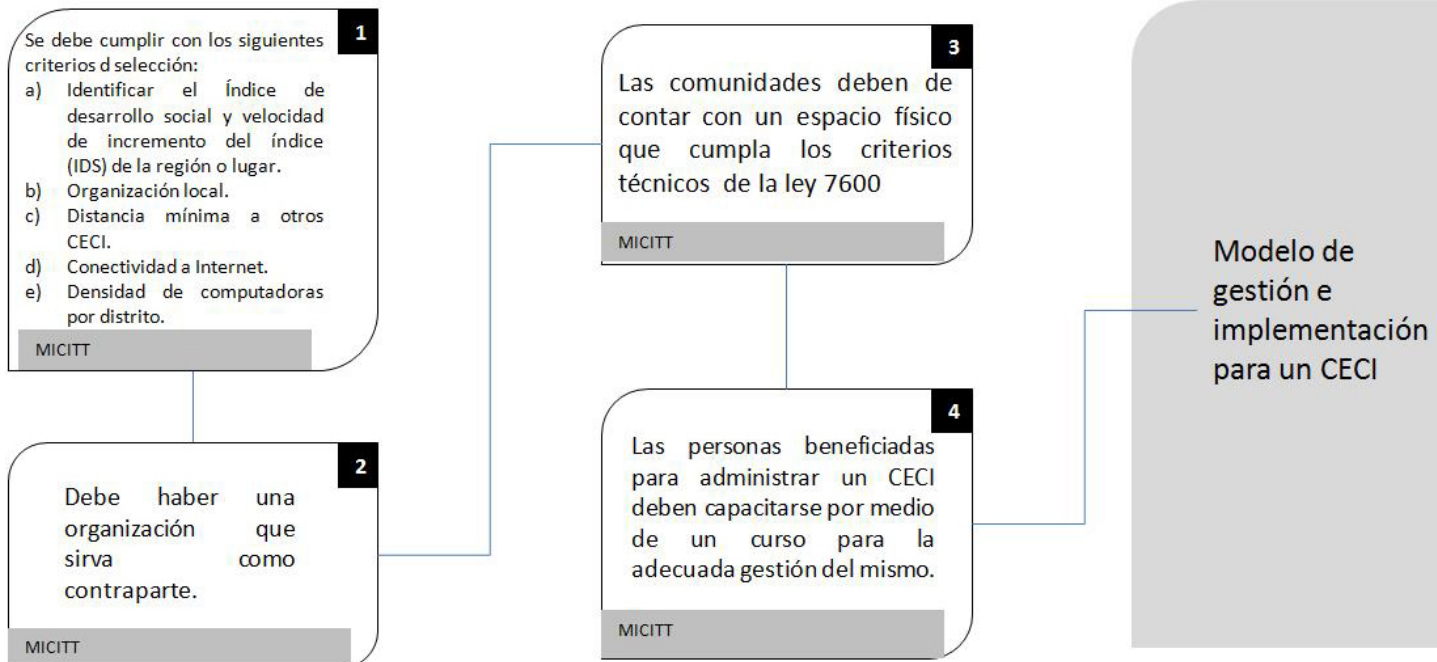 1
Se debe cumplir con los siguientes
criterios d selección:
a) Identificar el Índice de
desarrollo social y velocidad
de incremento del índice
(IDS) de la región o lugar.
b) Organización local.
c) Distancia mínima a otros
CECI.
d) Conectividad a Internet.
e) Densidad de computadoras
por distrito.
MICITT
2
Debe haber una
organización que
sirva como
contraparte.
MICITT
3
Las comunidades deben de
contar con un espacio físico
que cumpla los criterios
técnicos de la ley 7600
MICITT
4
Las personas beneficiadas
para administrar un CECI
deben capacitarse por medio
de un curso para la
adecuada gestión del mismo.
MICITT
Modelo de
gestión e
implementación
para un CECI